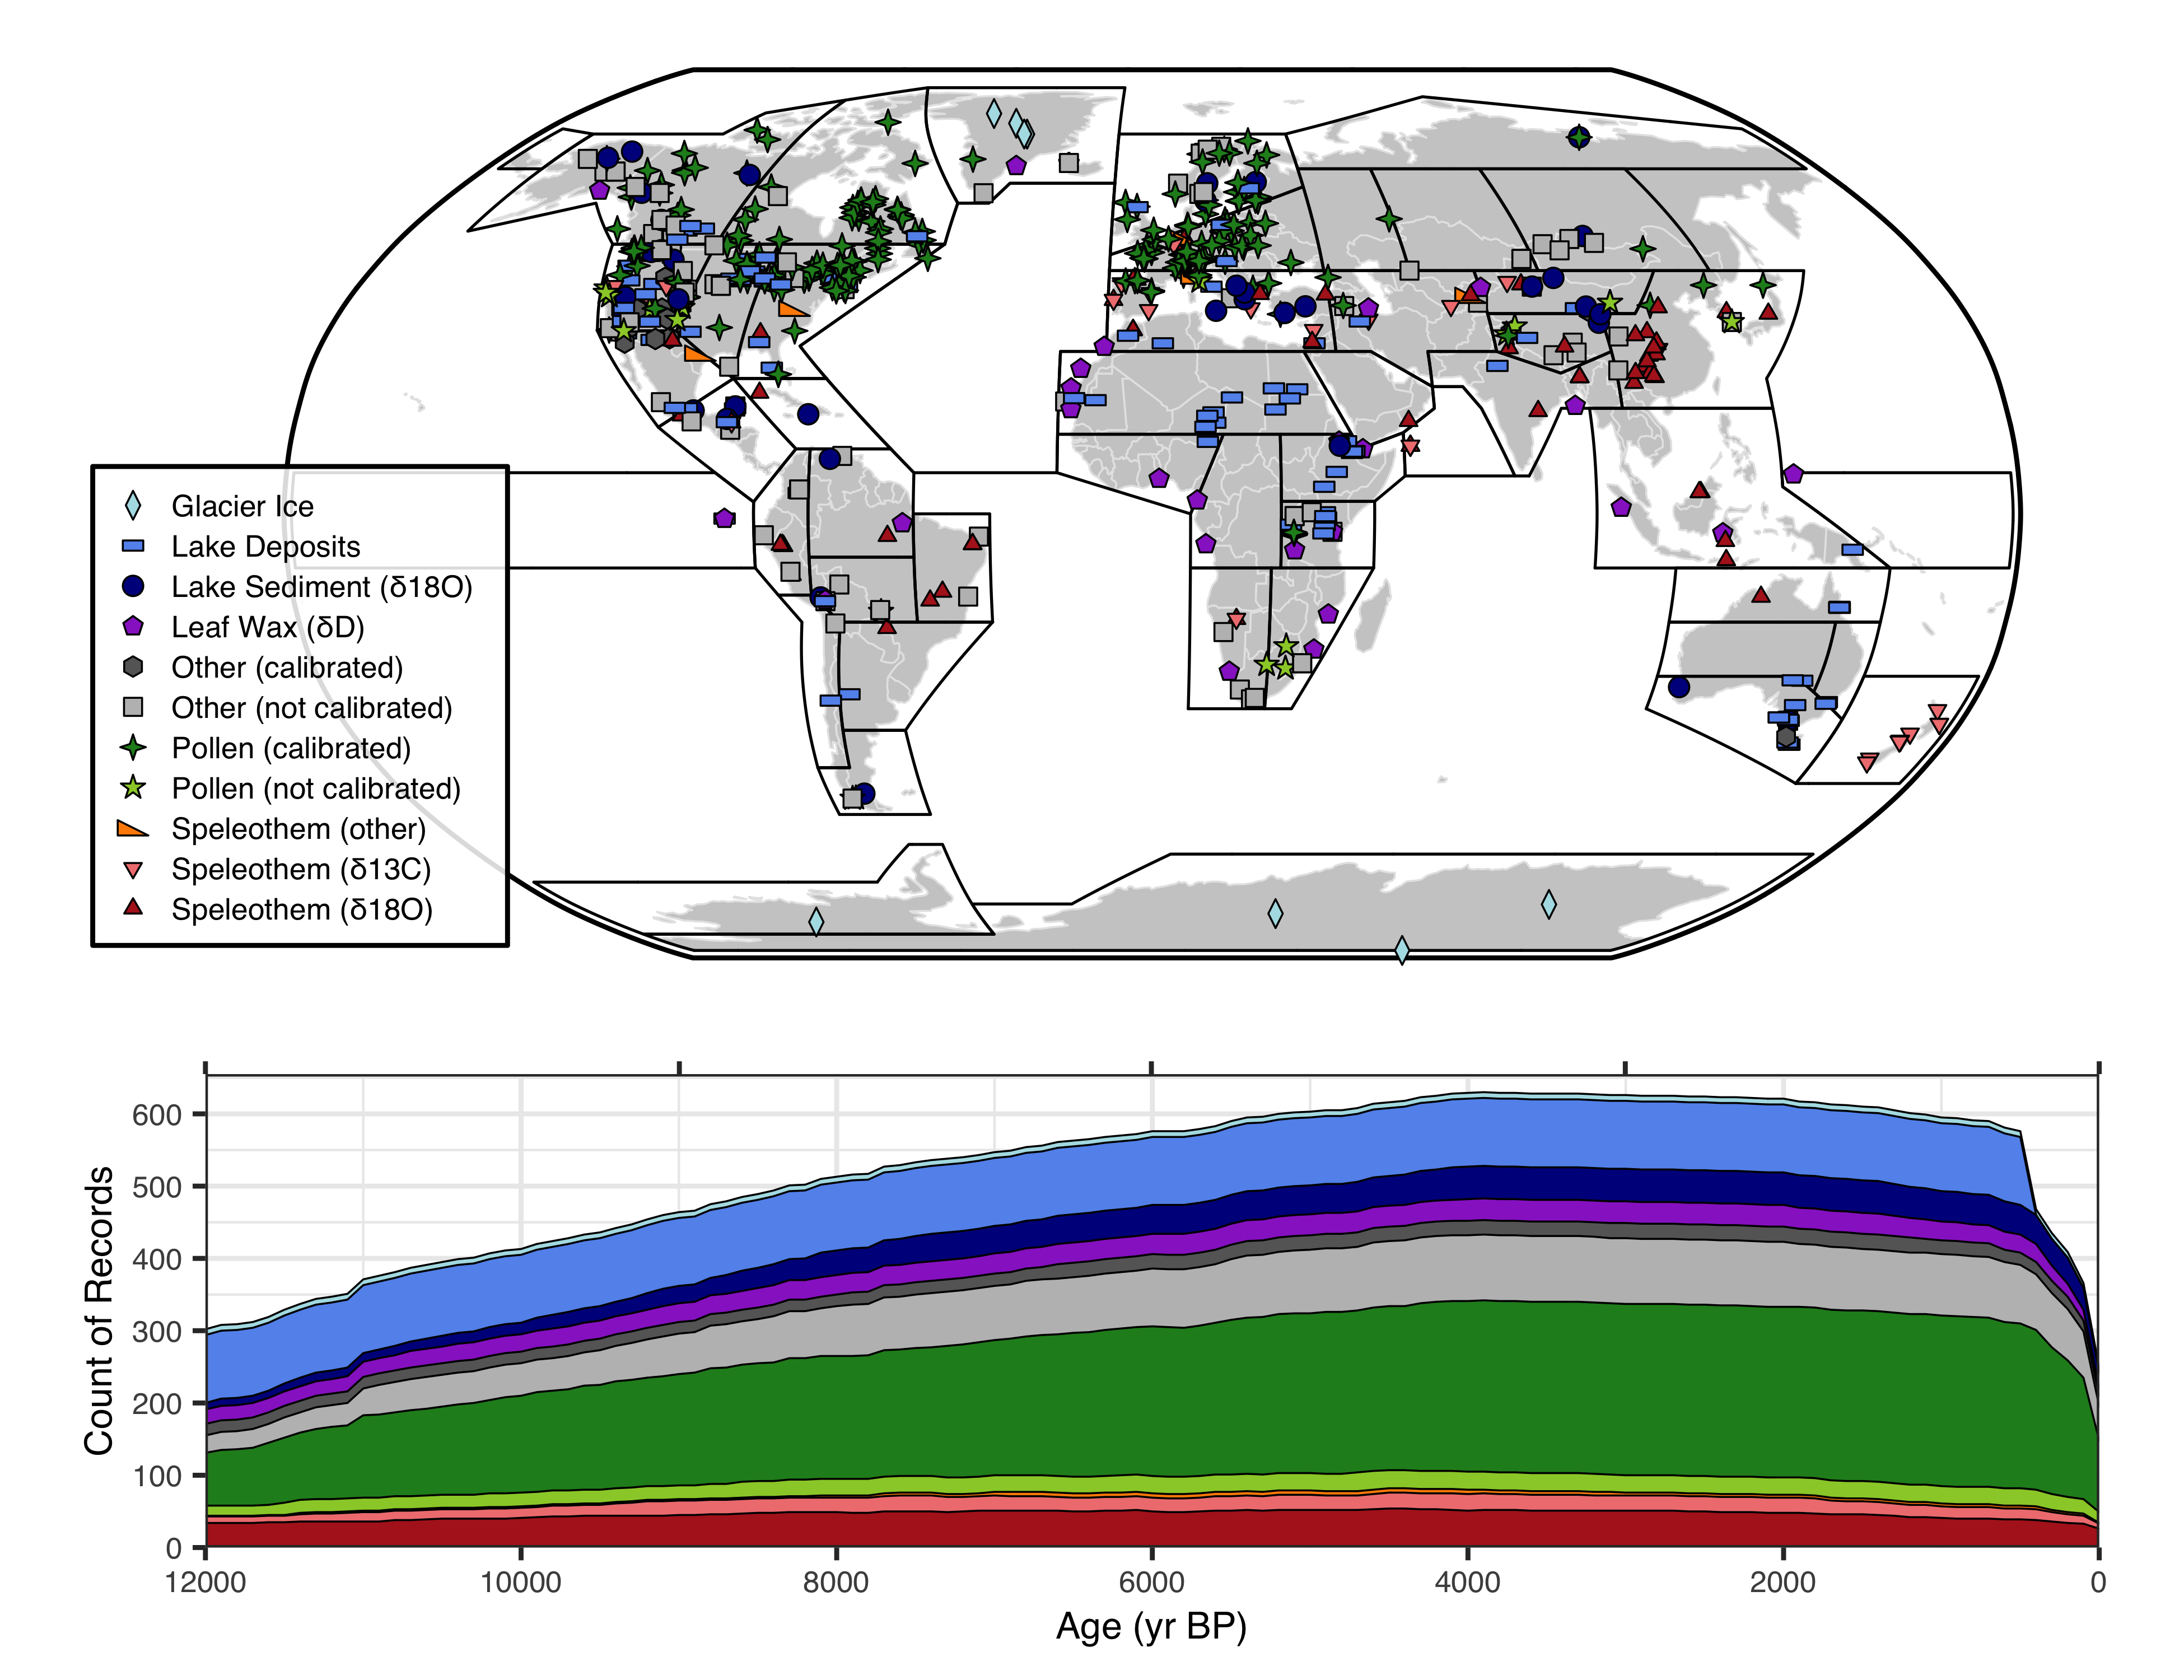 Glacier Ice
Lake Deposits
Lake Sediment (δ18O)
Leaf Wax (δD)
Other (calibrated)
Other (not calibrated)
Pollen (calibrated)
Pollen (not calibrated)
Speleothem (other)
Speleothem (δ13C)
Speleothem (δ18O)
Count of Records
600
500
400
300
200
100
0
12000
10000
8000
6000
4000
2000
0
Age (yr BP)